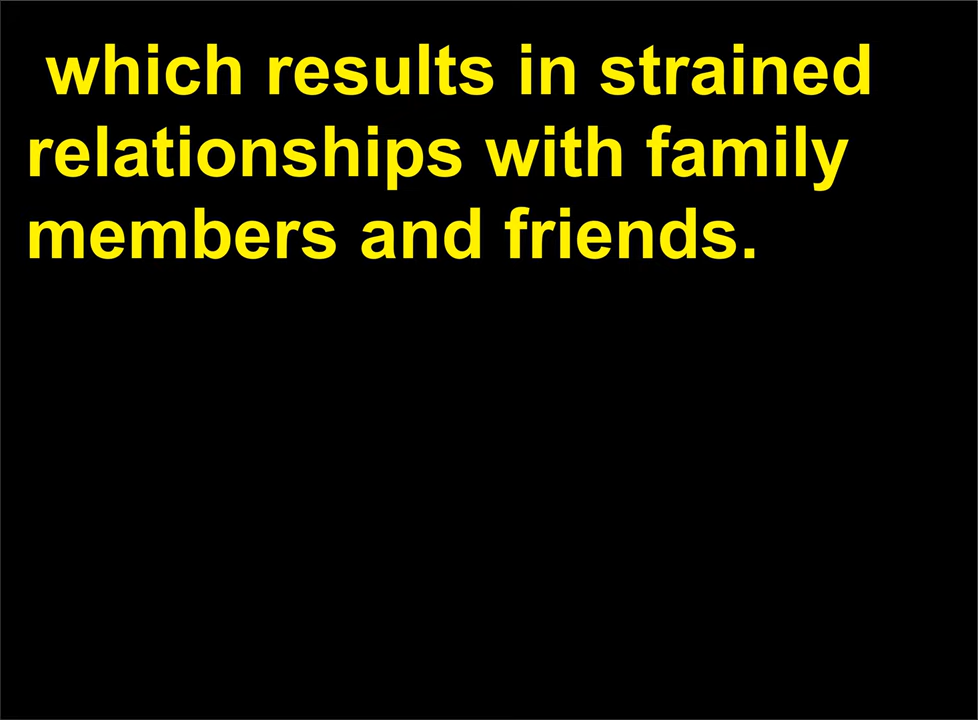 which results in strained
relationships with family
members and friends.